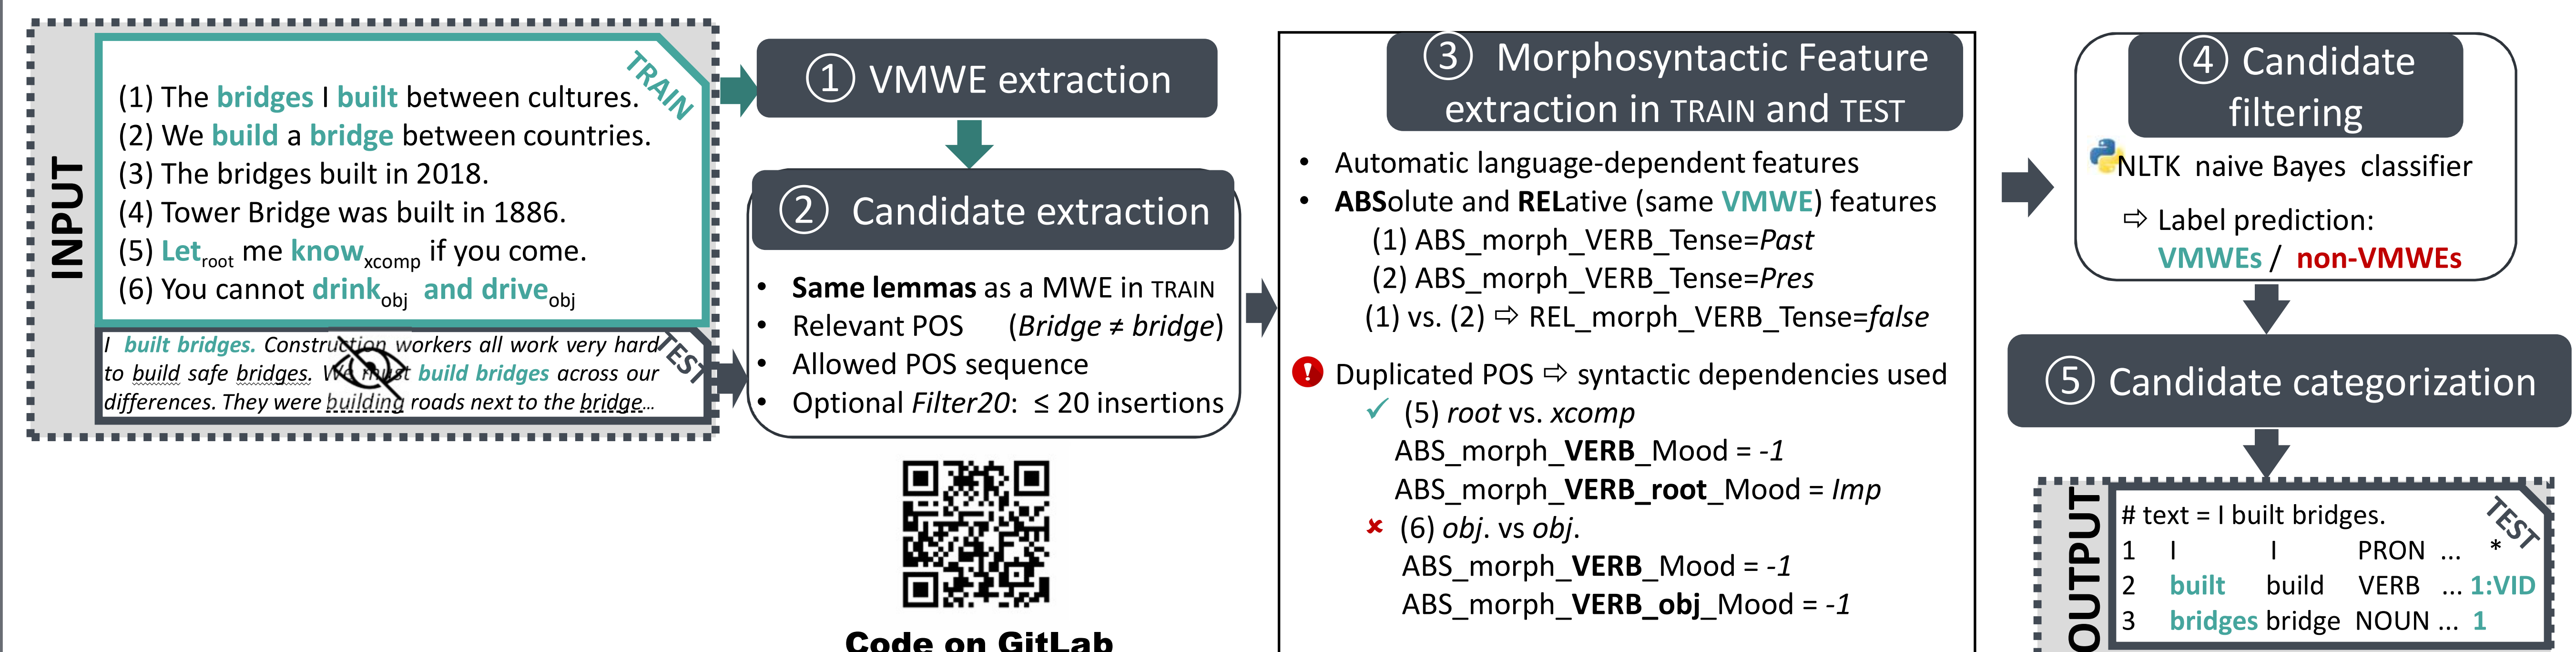 INPUT
TRAIN
(1) The bridges I built between cultures.
(2) We build a bridge between countries.
(3) The bridges built in 2018.
(4) Tower Bridge was built in 1886.
(5) Let root me know xcomp if you come.
(6) You cannot drink obj and drive obj
TEST
I built bridges. Construction workers all work very hard
to build safe bridges. We must build bridges across our
differences. They were building roads next to the bridge...
① VMWE extraction
② Candidate extraction
• Same lemmas as a MWE in TRAIN
• Relevant POS (Bridge ≠ bridge)
• Allowed POS sequence
• Optional Filter20: ≤ 20 insertions
Code on GitLab
③ Morphosyntactic Feature
extraction in TRAIN and TEST
• Automatic language-dependent features
• ABSolute and RELative (same VMWE) features
(1) ABS_morph_VERB_Tense=Past
(2) ABS_morph_VERB_Tense=Pres
(1) vs. (2) ⇨ REL_morph_VERB_Tense=false
! Duplicated POS ⇨ syntactic dependencies used
✓ (5) root vs. xcomp
ABS_morph_VERB_Mood = -1
ABS_morph_VERB_root_Mood = Imp
✘ (6) obj. vs obj.
ABS_morph_VERB_Mood = -1
ABS_morph_VERB_obj_Mood = -1
④ Candidate
filtering
NLTK naive Bayes classifier
⇨ Label prediction:
VMWEs / non-VMWEs
⑤ Candidate categorization
OUTPUT
TEST
# text = I built bridges.
1 I I PRON ... *
2 built build VERB ... 1:VID
3 bridges bridge NOUN ... 1